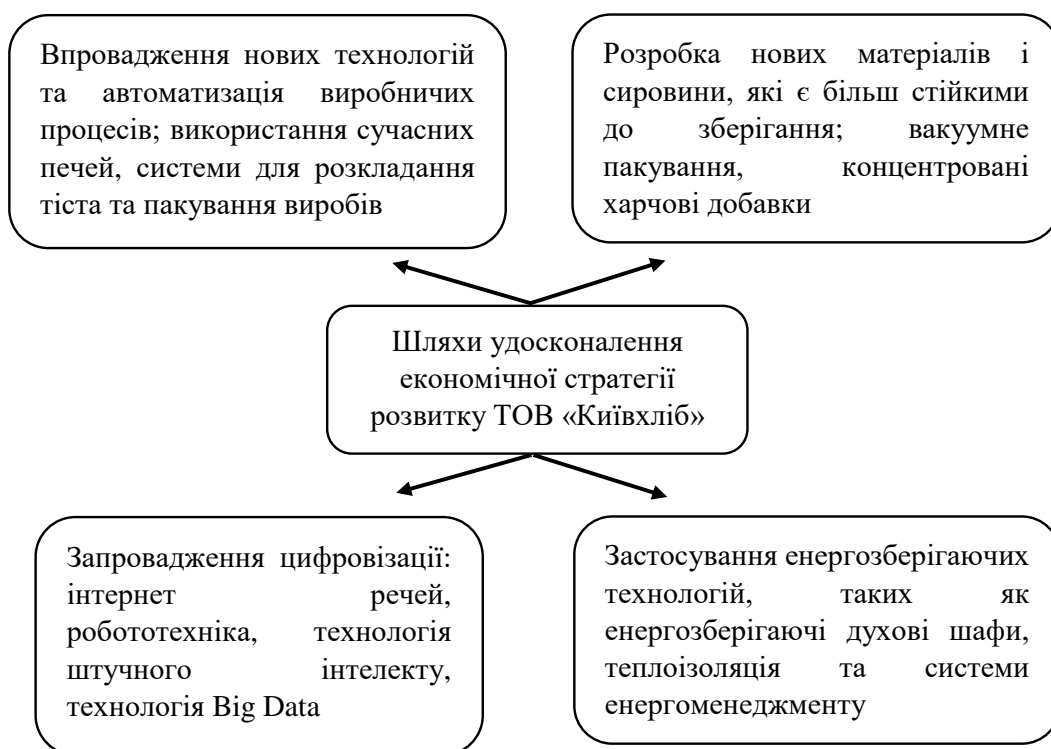 Впровадження нових технологій
та автоматизація виробничих
процесів; використання сучасних
печей, системи для розкладання
тіста та пакування виробів
Розробка нових матеріалів і
сировини, які є більш стійкими
до зберігання; вакуумне
пакування, концентровані
харчові добавки
Шляхи удосконалення
економічної стратегії
розвитку ТОВ «Київхліб»
Запровадження цифровізації:
інтернет речей,
робототехніка, технологія
штучного інтелекту,
технологія Big Data
Застосування енергозберігаючих
технологій, таких як
енергозберігаючі духові шафи,
теплоізоляція та системи
енергоменеджменту